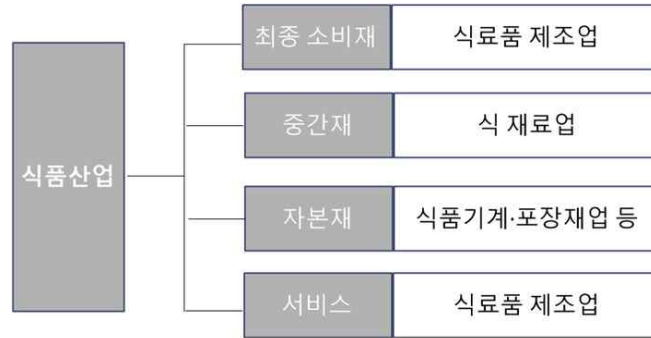 식품산업
최종 소비재
식료품 제조업
중간재
식 재료업
자본재
식품기계·포장재업 등
서비스
식료품 제조업